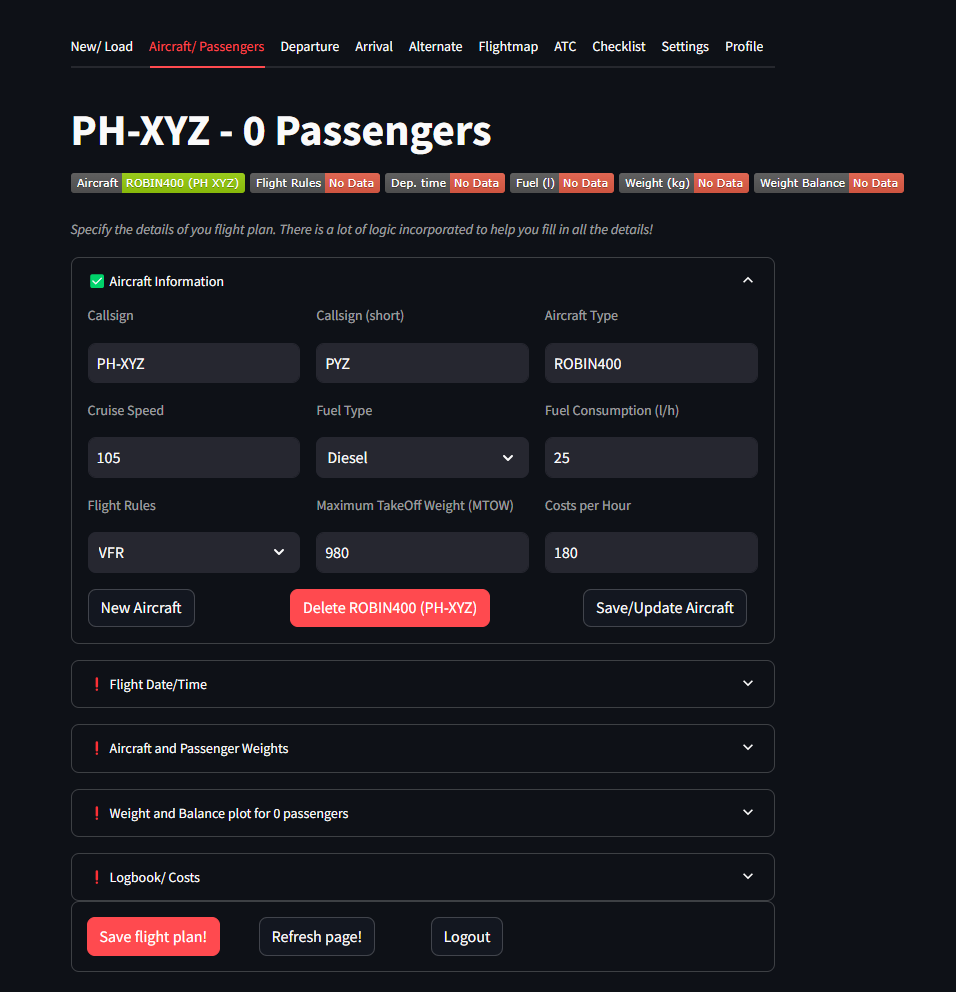 New/ Load Aircraft/ Passengers Departure Arrival Alternate Flightmap ATC Checklist Settings Profile
PH-XYZ - 0 Passengers
Aircraft ROBIN400 (PH XYZ) Flight Rules No Data Dep. time No Data Fuel (l) No Data Weight (kg) No Data Weight Balance No Data
Specify the details of you flight plan. There is a lot of logic incorporated to help you fill in all the details!
Aircraft Information
Callsign Callsign (short) Aircraft Type
PH-XYZ PYZ ROBIN400
Cruise Speed Fuel Type Fuel Consumption (l/h)
105 Diesel 25
Flight Rules Maximum TakeOff Weight (MTOW) Costs per Hour
VFR 980 180
New Aircraft Delete ROBIN400 (PH-XYZ) Save/Update Aircraft
Flight Date/Time
Aircraft and Passenger Weights
Weight and Balance plot for 0 passengers
Logbook/ Costs
Save flight plan! Refresh page! Logout